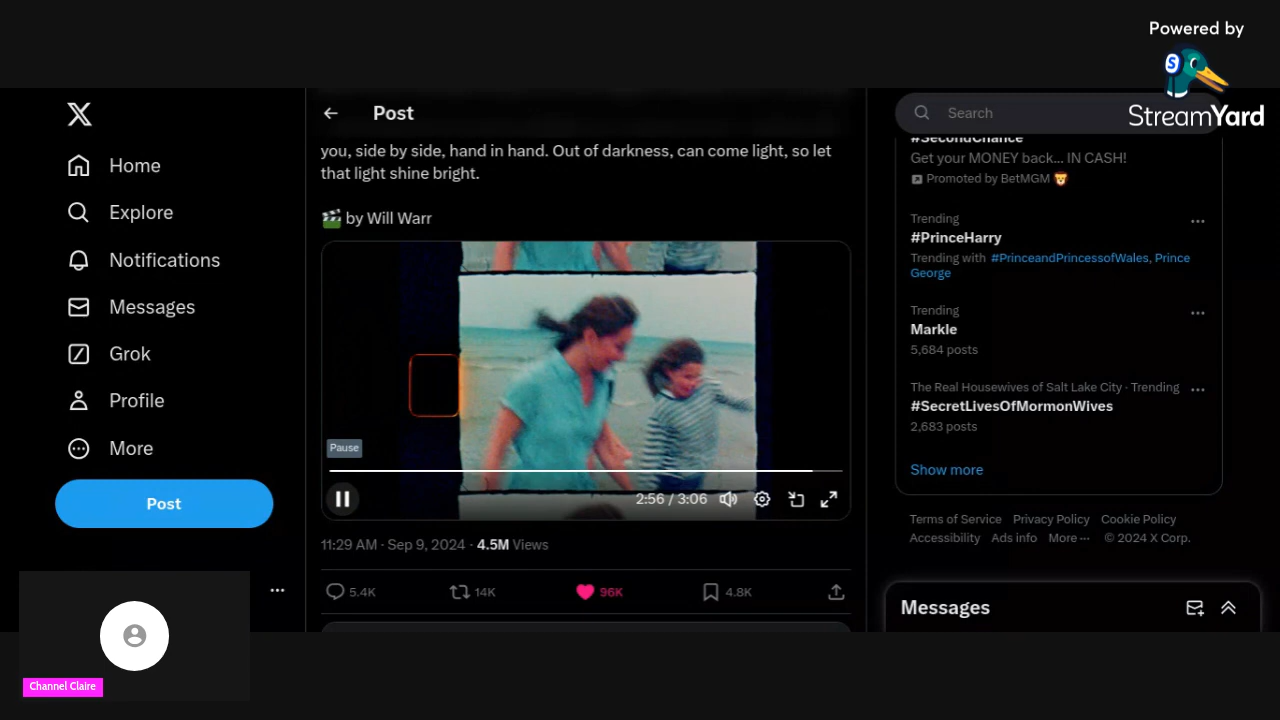 Powered by
StreamYard
X
Home
Explore
Notifications
Messages
Grok
Profile
More
Post
Channel Claire
Post
you, side by side, hand in hand. Out of darkness, can come light, so let
that light shine bright.
🎬 by Will Warr
Pause
2:56 / 3:06
11:29 AM · Sep 9, 2024 · 4.5M Views
5.4K
14K
96K
4.8K
Search
#SecondChance
Get your MONEY back... IN CASH!
Promoted by BetMGM 🦁
Trending
#PrinceHarry
Trending with #PrinceandPrincessofWales, Prince
George
Trending
Markle
5,684 posts
The Real Housewives of Salt Lake City · Trending
#SecretLivesOfMormonWives
2,683 posts
Show more
Terms of Service Privacy Policy Cookie Policy
Accessibility Ads info More ··· © 2024 X Corp.
Messages